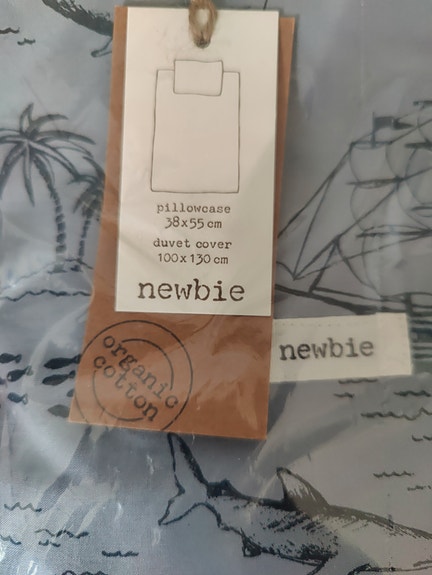 pillowcase
38x55 cm
duvet cover
100x130 cm
newbie
newbie
organic
cotton